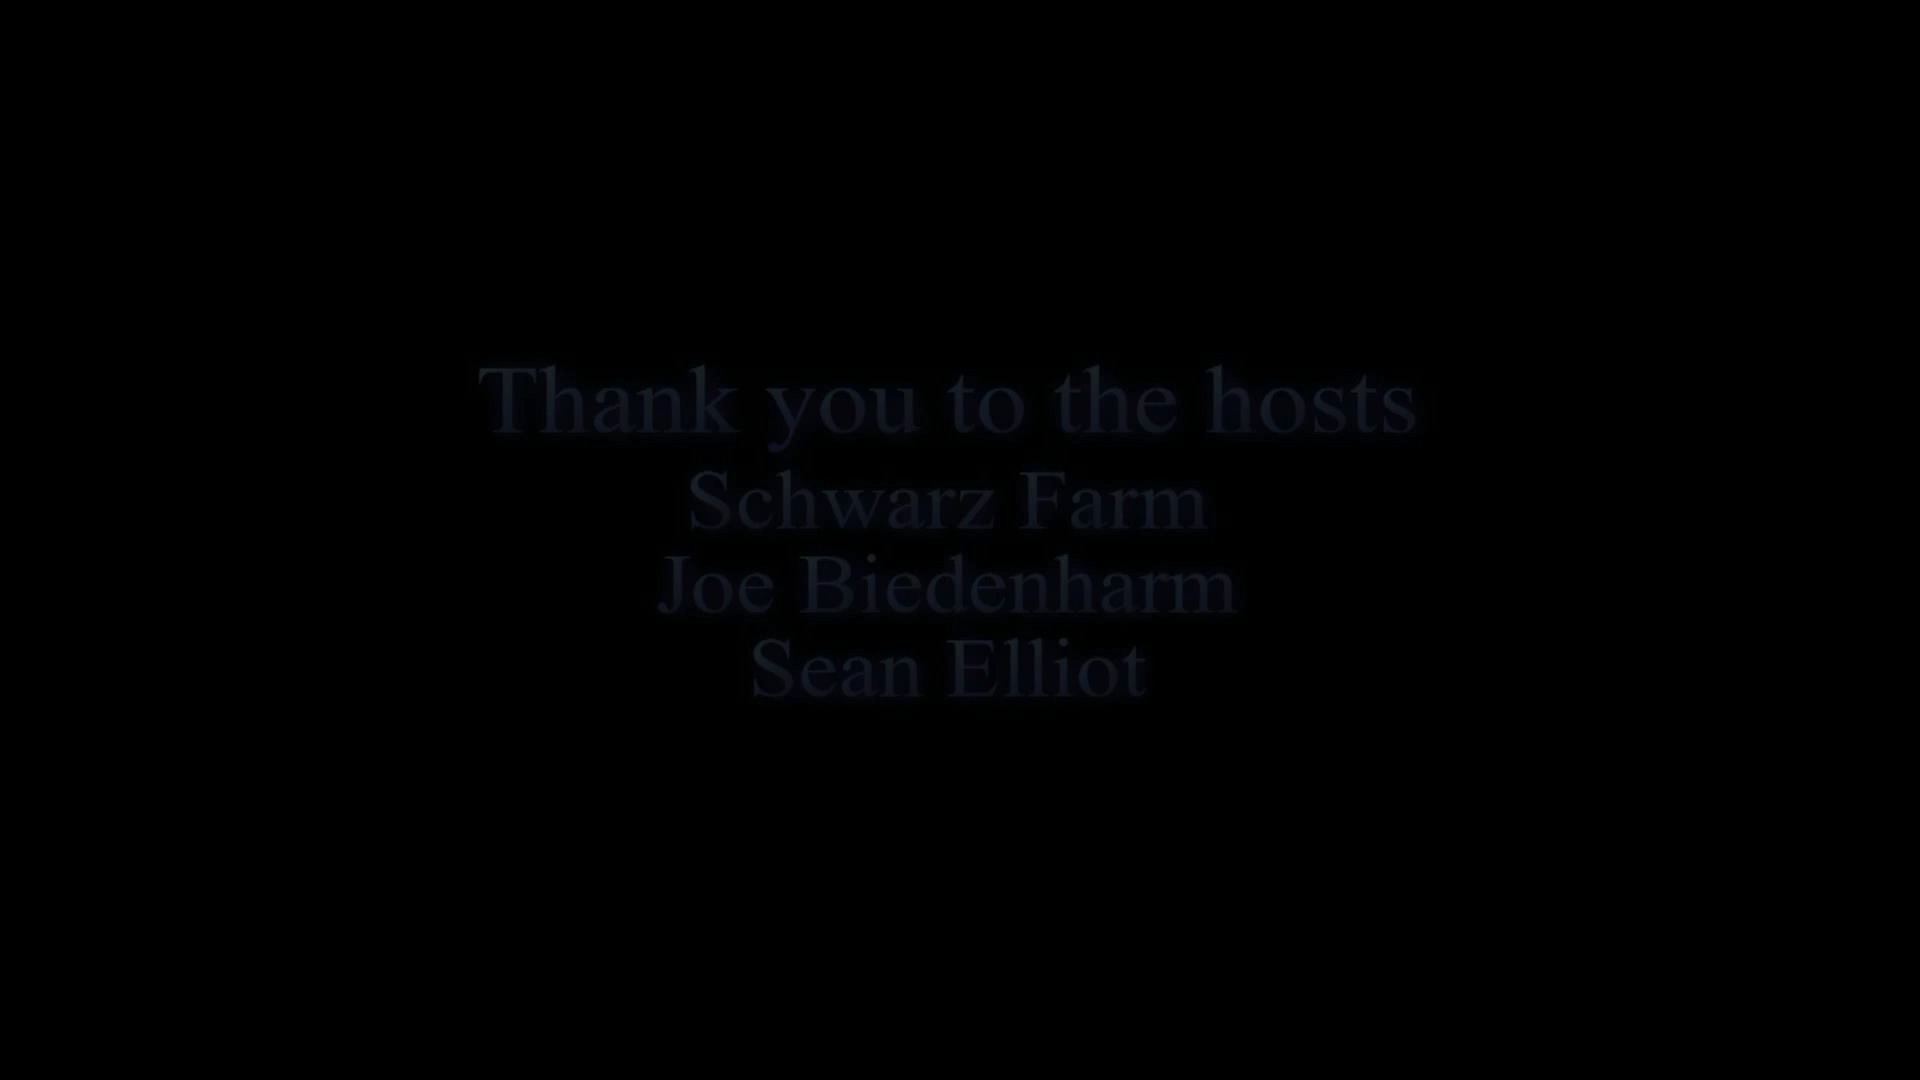 Thank you to the hosts
Schwarz Farm
Joe Biedenharm
Sean Elliot